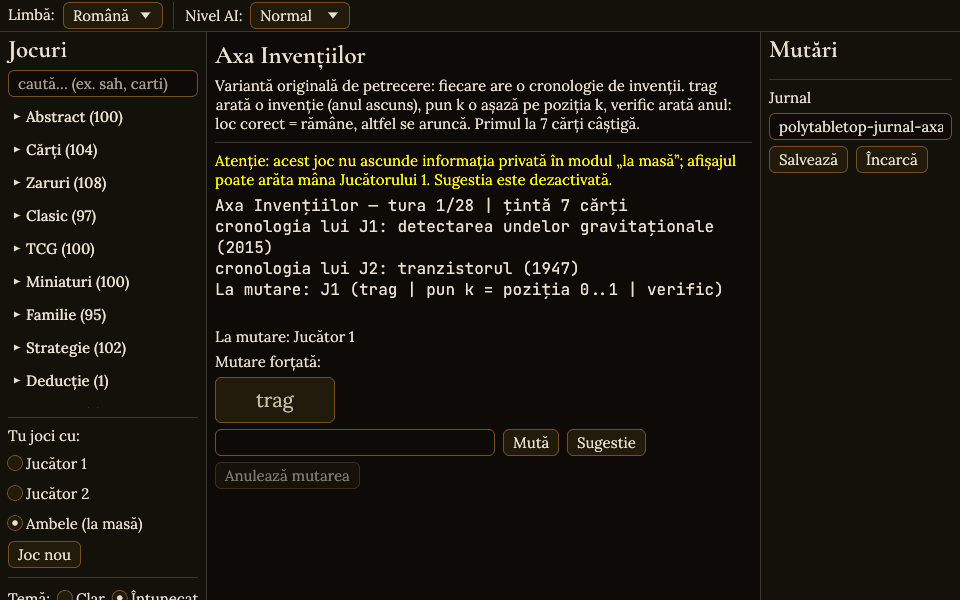 Limbă: Română ▼ Nivel AI: Normal ▼
Jocuri
caută... (ex. sah, carti)
▸ Abstract (100)
▸ Cărți (104)
▸ Zaruri (108)
▸ Clasic (97)
▸ TCG (100)
▸ Miniaturi (100)
▸ Familie (95)
▸ Strategie (102)
▸ Deducție (1)
Tu joci cu:
Jucător 1
Jucător 2
Ambele (la masă)
Joc nou
Temă: Clar Întunecat
Axa Invențiilor
Variantă originală de petrecere: fiecare are o cronologie de invenții. trag
arată o invenție (anul ascuns), pun k o așază pe poziția k, verific arată anul:
loc corect = rămâne, altfel se aruncă. Primul la 7 cărți câștigă.
Atenție: acest joc nu ascunde informația privată în modul „la masă”; afișajul
poate arăta mâna Jucătorului 1. Sugestia este dezactivată.
Axa Invențiilor — tura 1/28 | țintă 7 cărți
cronologia lui J1: detectarea undelor gravitaționale
(2015)
cronologia lui J2: tranzistorul (1947)
La mutare: J1 (trag | pun k = poziția 0..1 | verific)
La mutare: Jucător 1
Mutare forțată:
trag
Mută Sugestie
Anulează mutarea
Mutări
Jurnal
polytabletop-jurnal-axa
Salvează Încarcă